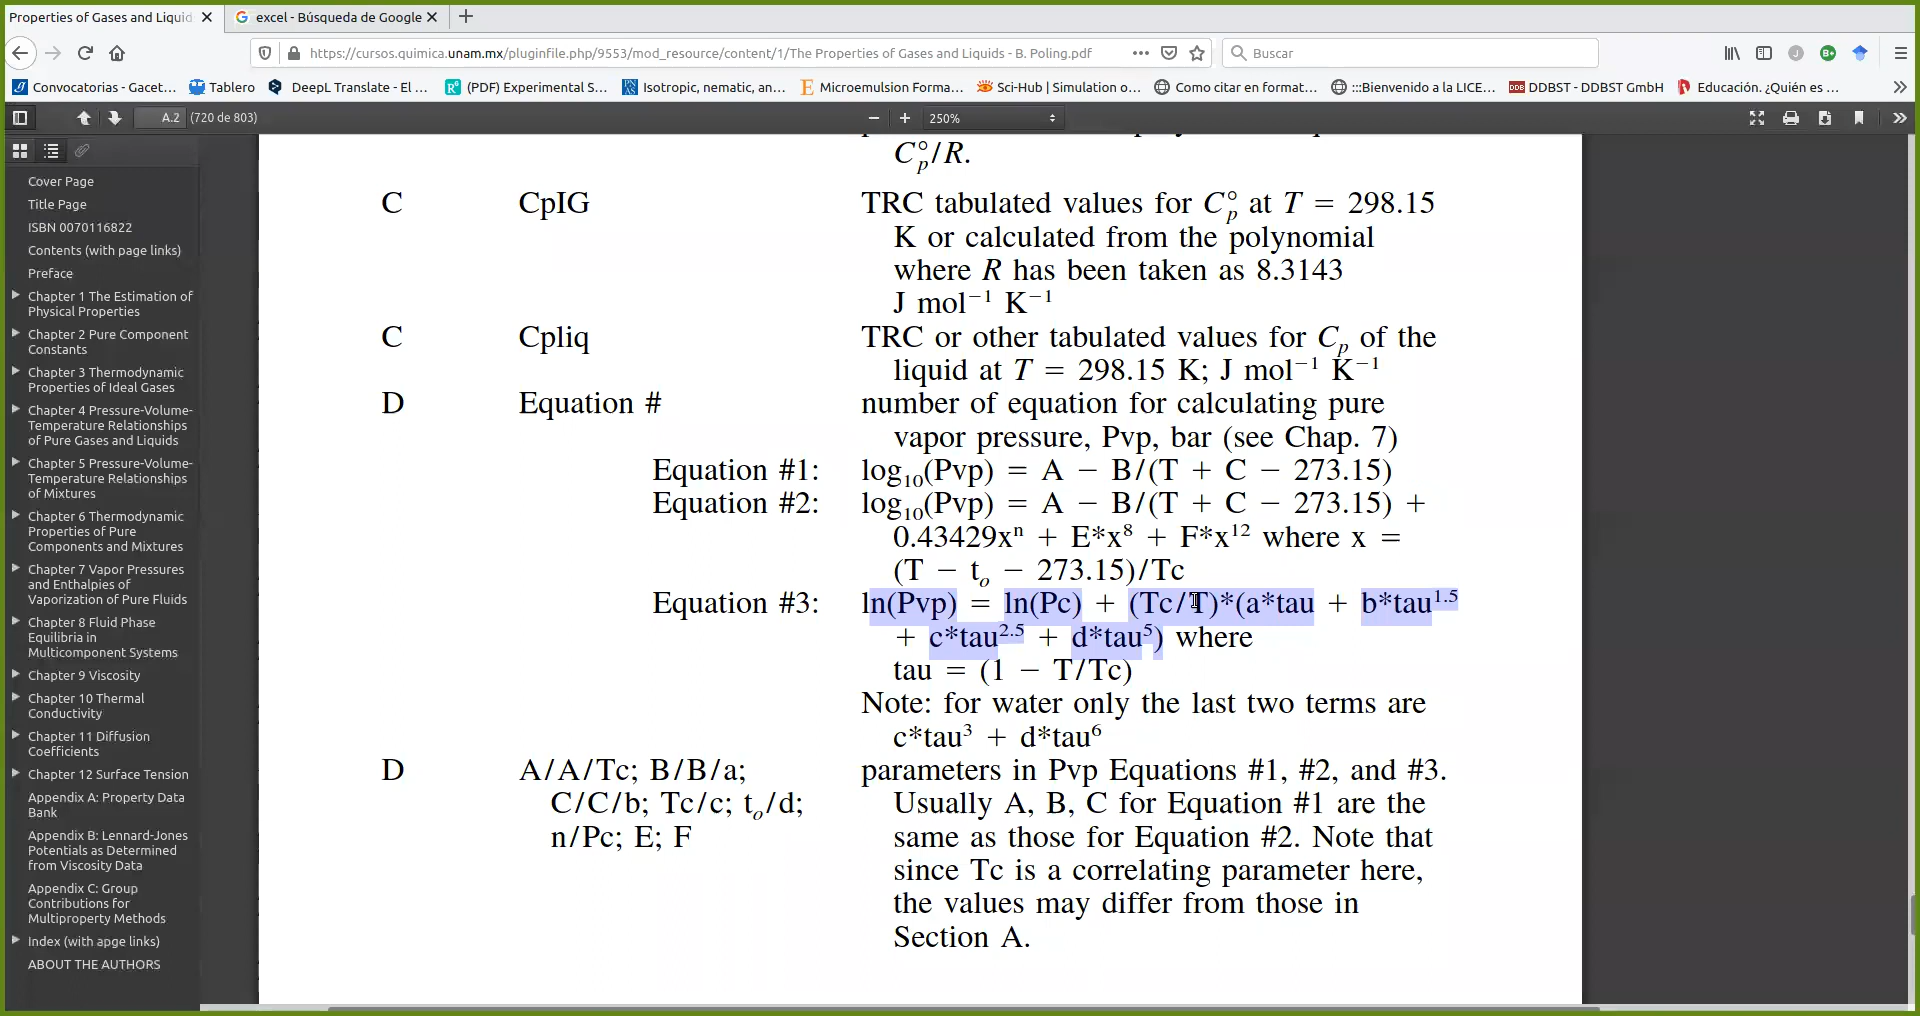 Properties of Gases and Liquid
excel - Búsqueda de Google
https://cursos.quimica.unam.mx/pluginfile.php/9553/mod_resource/content/1/The Properties of Gases and Liquids - B. Poling.pdf
Buscar
Convocatorias - Gacet...
Tablero
DeepL Translate - El ...
(PDF) Experimental S...
Isotropic, nematic, an...
Microemulsion Forma...
Sci-Hub | Simulation o...
Como citar en format...
:::Bienvenido a la LICE...
DDBST - DDBST GmbH
Educación. ¿Quién es ...
A.2 (720 de 803)
250%
Cover Page
Title Page
ISBN 0070116822
Contents (with page links)
Preface
Chapter 1 The Estimation of
Physical Properties
Chapter 2 Pure Component
Constants
Chapter 3 Thermodynamic
Properties of Ideal Gases
Chapter 4 Pressure-Volume-
Temperature Relationships
of Pure Gases and Liquids
Chapter 5 Pressure-Volume-
Temperature Relationships
of Mixtures
Chapter 6 Thermodynamic
Properties of Pure
Components and Mixtures
Chapter 7 Vapor Pressures
and Enthalpies of
Vaporization of Pure Fluids
Chapter 8 Fluid Phase
Equilibria in
Multicomponent Systems
Chapter 9 Viscosity
Chapter 10 Thermal
Conductivity
Chapter 11 Diffusion
Coefficients
Chapter 12 Surface Tension
Appendix A: Property Data
Bank
Appendix B: Lennard-Jones
Potentials as Determined
from Viscosity Data
Appendix C: Group
Contributions for
Multiproperty Methods
Index (with apge links)
ABOUT THE AUTHORS
C°p/R.
C CpIG TRC tabulated values for C°p at T = 298.15
K or calculated from the polynomial
where R has been taken as 8.3143
J mol⁻¹ K⁻¹
C Cpliq TRC or other tabulated values for Cp of the
liquid at T = 298.15 K; J mol⁻¹ K⁻¹
D Equation # number of equation for calculating pure
vapor pressure, Pvp, bar (see Chap. 7)
Equation #1: log₁₀(Pvp) = A − B/(T + C − 273.15)
Equation #2: log₁₀(Pvp) = A − B/(T + C − 273.15) +
0.43429xⁿ + E*x⁸ + F*x¹² where x =
(T − tₒ − 273.15)/Tc
Equation #3: ln(Pvp) = ln(Pc) + (Tc/T)*(a*tau + b*tau¹·⁵
+ c*tau²·⁵ + d*tau⁵) where
tau = (1 − T/Tc)
Note: for water only the last two terms are
c*tau³ + d*tau⁶
D A/A/Tc; B/B/a; parameters in Pvp Equations #1, #2, and #3.
C/C/b; Tc/c; tₒ/d; Usually A, B, C for Equation #1 are the
n/Pc; E; F same as those for Equation #2. Note that
since Tc is a correlating parameter here,
the values may differ from those in
Section A.